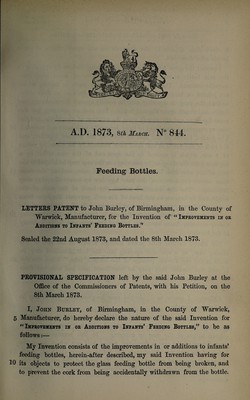 A.D. 1873, 8th March. N° 844.
Feeding Bottles.
LETTERS PATENT to John Burley, of Birmingham, in the County of
Warwick, Manufacturer, for the Invention of "Improvements in or
Additions to Infants' Feeding Bottles."
Sealed the 22nd August 1873, and dated the 8th March 1873.
PROVISIONAL SPECIFICATION left by the said John Burley at the
Office of the Commissioners of Patents, with his Petition, on the
8th March 1873.
I, John Burley, of Birmingham, in the County of Warwick,
5 Manufacturer, do hereby declare the nature of the said Invention for
"Improvements in or Additions to Infants' Feeding Bottles," to be as
follows:—
My Invention consists of the improvements in or additions to infants'
feeding bottles, herein-after described, my said Invention having for
10 its objects to protect the glass feeding bottle from being broken, and
to prevent the cork from being accidentally withdrawn from the bottle.